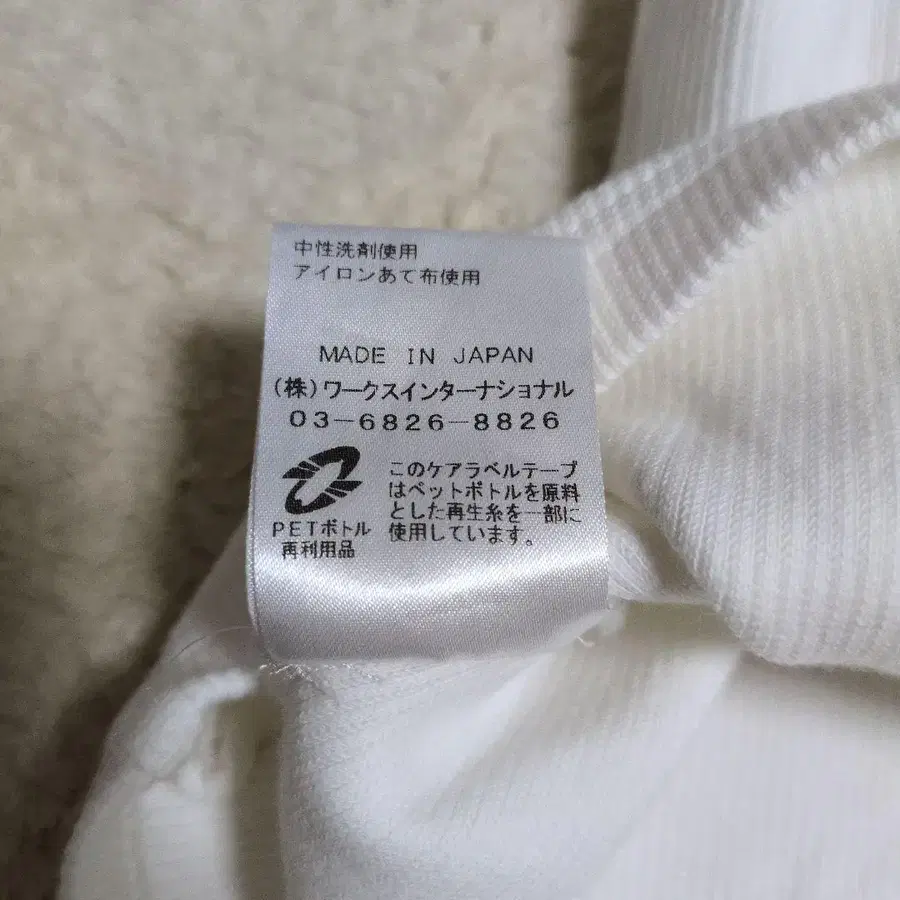 中性洗剤使用
アイロンあて布使用
MADE IN JAPAN
(株)ワークスインターナショナル
03-6826-8826
このケアラベルテープ
はペットボトルを原料
とした再生糸を一部に
使用しています。
PETボトル
再利用品